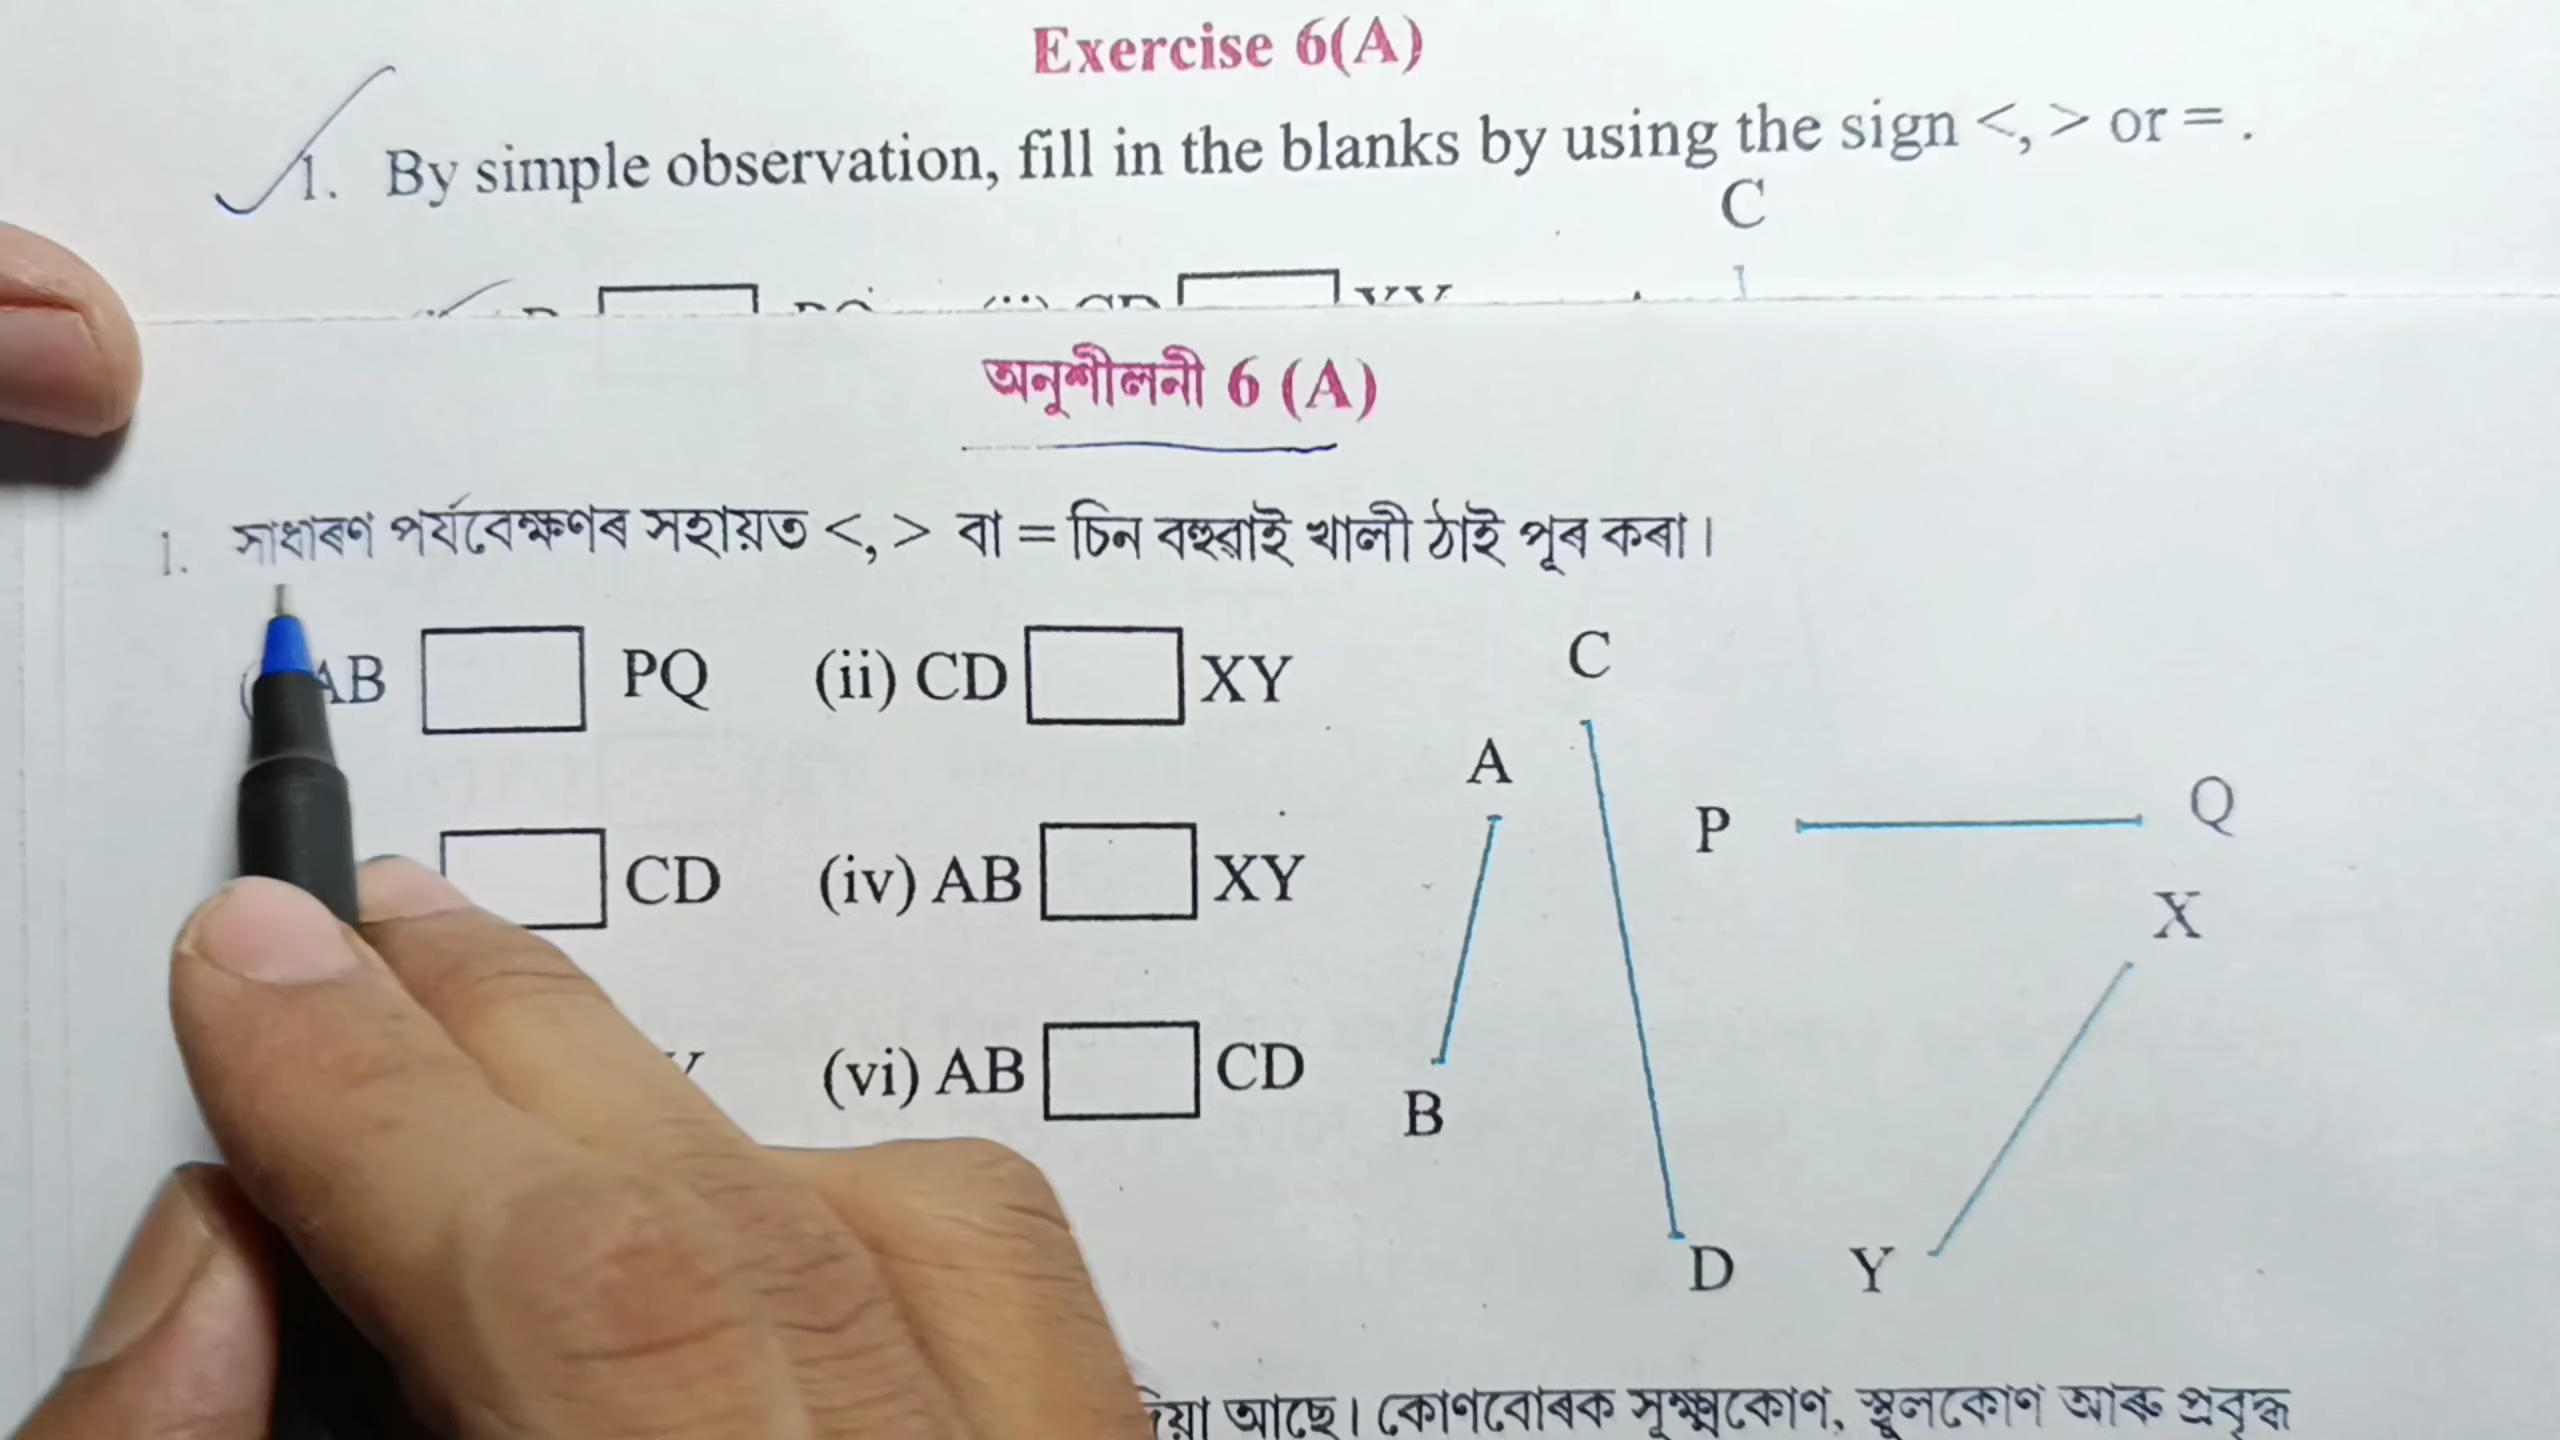 Exercise 6(A)
1. By simple observation, fill in the blanks by using the sign <, > or = .
C
অনুশীলনী 6 (A)
1. সাধাৰণ পৰ্যবেক্ষণৰ সহায়ত <, > বা = চিন বহুৱাই খালী ঠাই পূৰ কৰা।
AB PQ (ii) CD XY
CD (iv) AB XY
(vi) AB CD
C
A
P Q
X
B
D Y
আছে। কোণবোৰক সূক্ষ্মকোণ, স্থূলকোণ আৰু প্ৰবৃদ্ধ